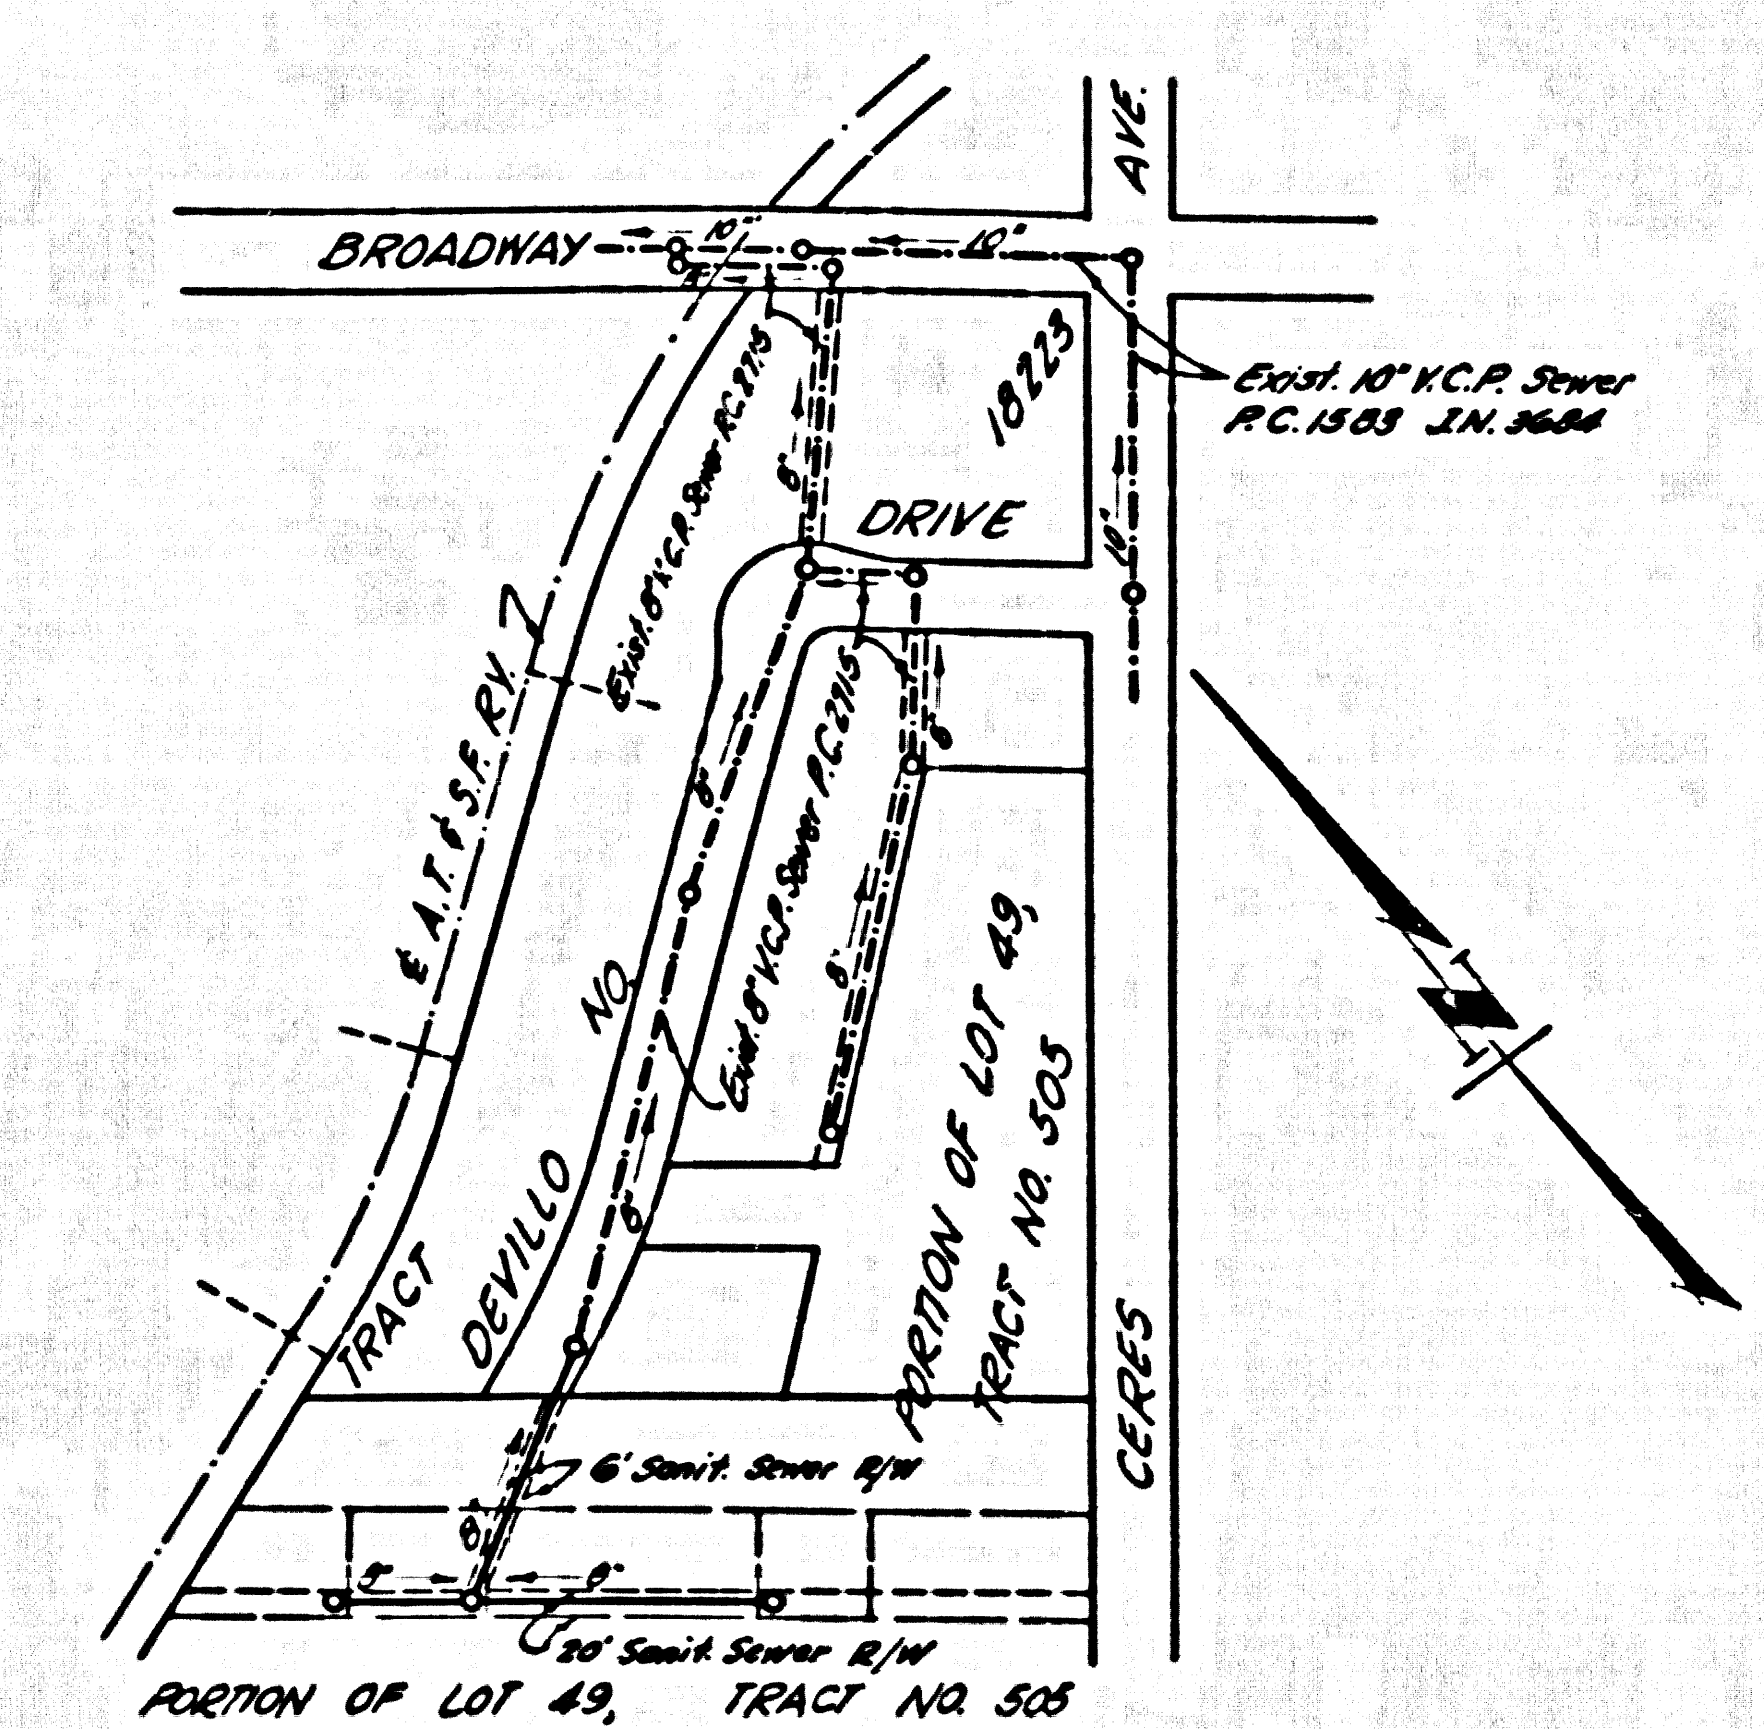 AVE.
10"
10"
BROADWAY
18223
Exist. 10" V.C.P. Sewer
P.C. 1583 J.N. 3684
Exist. 8" V.C.P. Sewer P.C. 2715
8"
DRIVE
10"
8"
℄ A.T. & S.F. RY.
8"
Exist. 8" V.C.P. Sewer P.C. 2915
8"
NO.
N
PORTION OF LOT 49,
TRACT NO. 505
8"
DEVILLO
TRACT
CERES
6' Sanit. Sewer R/W
8"
8"
8"
20' Sanit. Sewer R/W
PORTION OF LOT 49, TRACT NO. 505